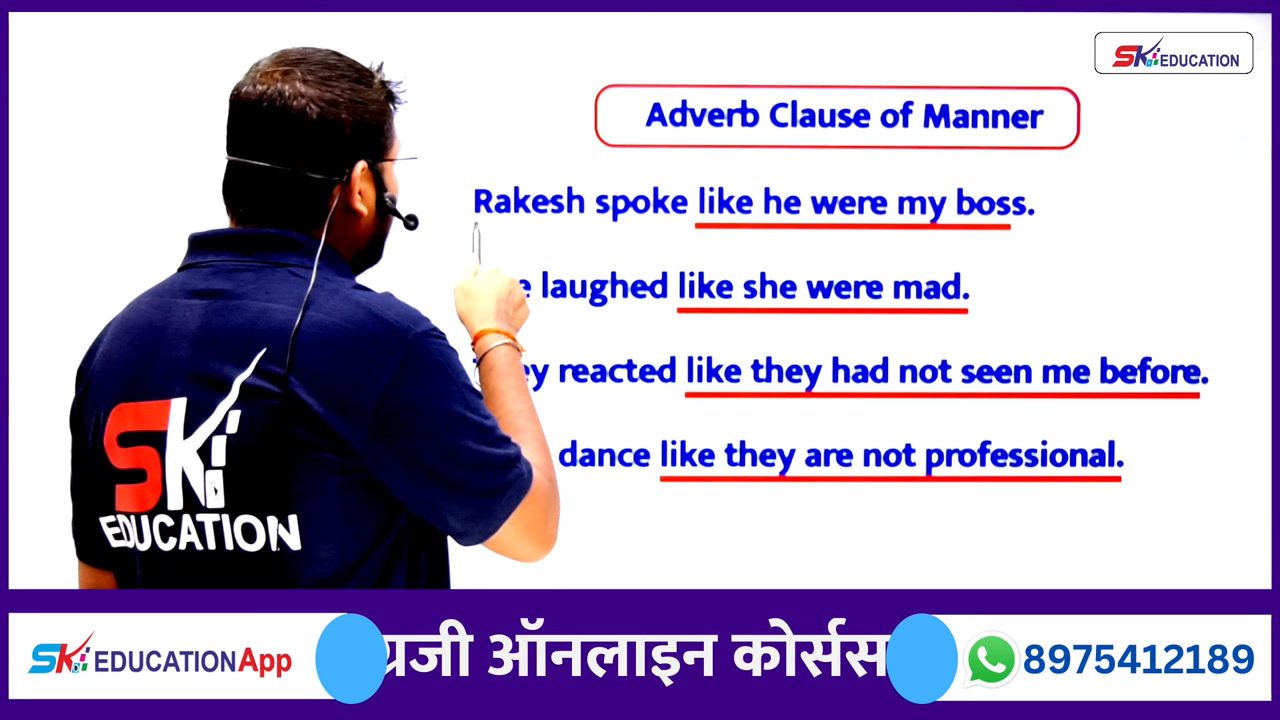 SK EDUCATION
Adverb Clause of Manner
Rakesh spoke like he were my boss.
laughed like she were mad.
reacted like they had not seen me before.
dance like they are not professional.
SK
EDUCATION
SK EDUCATION App
ऑनलाइन कोर्सस
8975412189